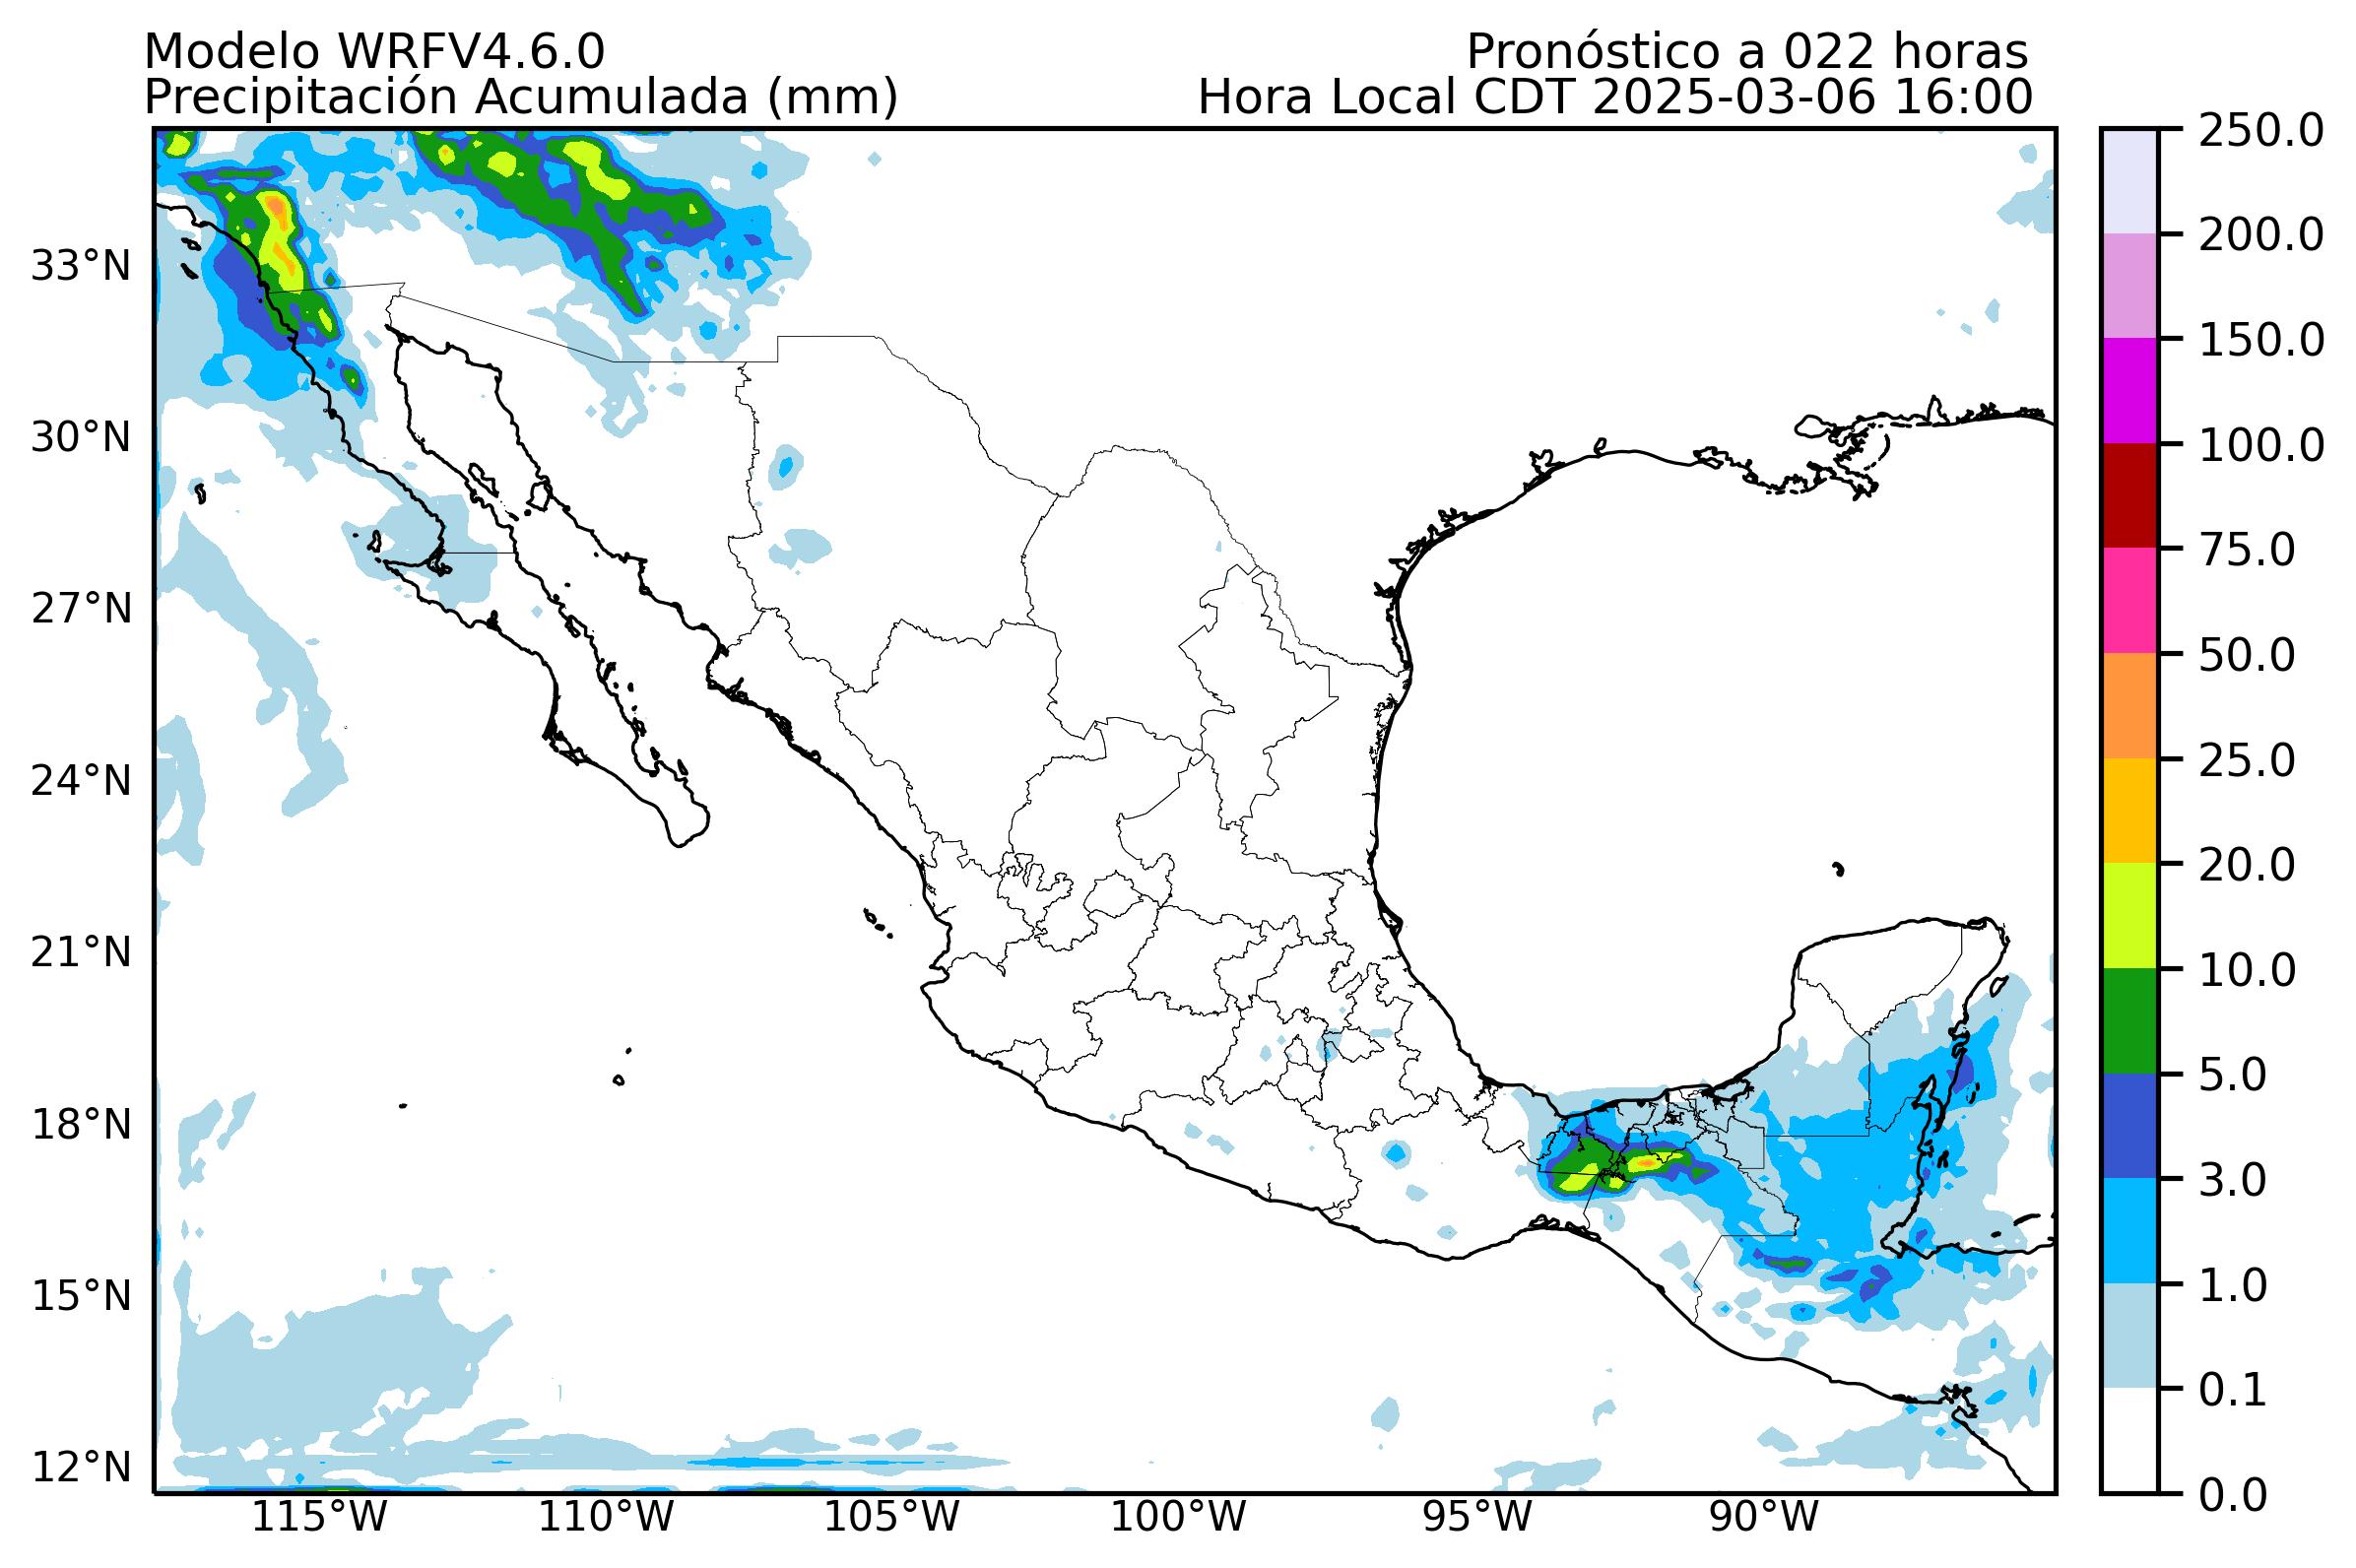 Modelo WRFV4.6.0
Pronóstico a 022 horas
Precipitación Acumulada (mm)
Hora Local CDT 2025-03-06 16:00
33°N
30°N
27°N
24°N
21°N
18°N
15°N
12°N
115°W
110°W
105°W
100°W
95°W
90°W
250.0
200.0
150.0
100.0
75.0
50.0
25.0
20.0
10.0
5.0
3.0
1.0
0.1
0.0